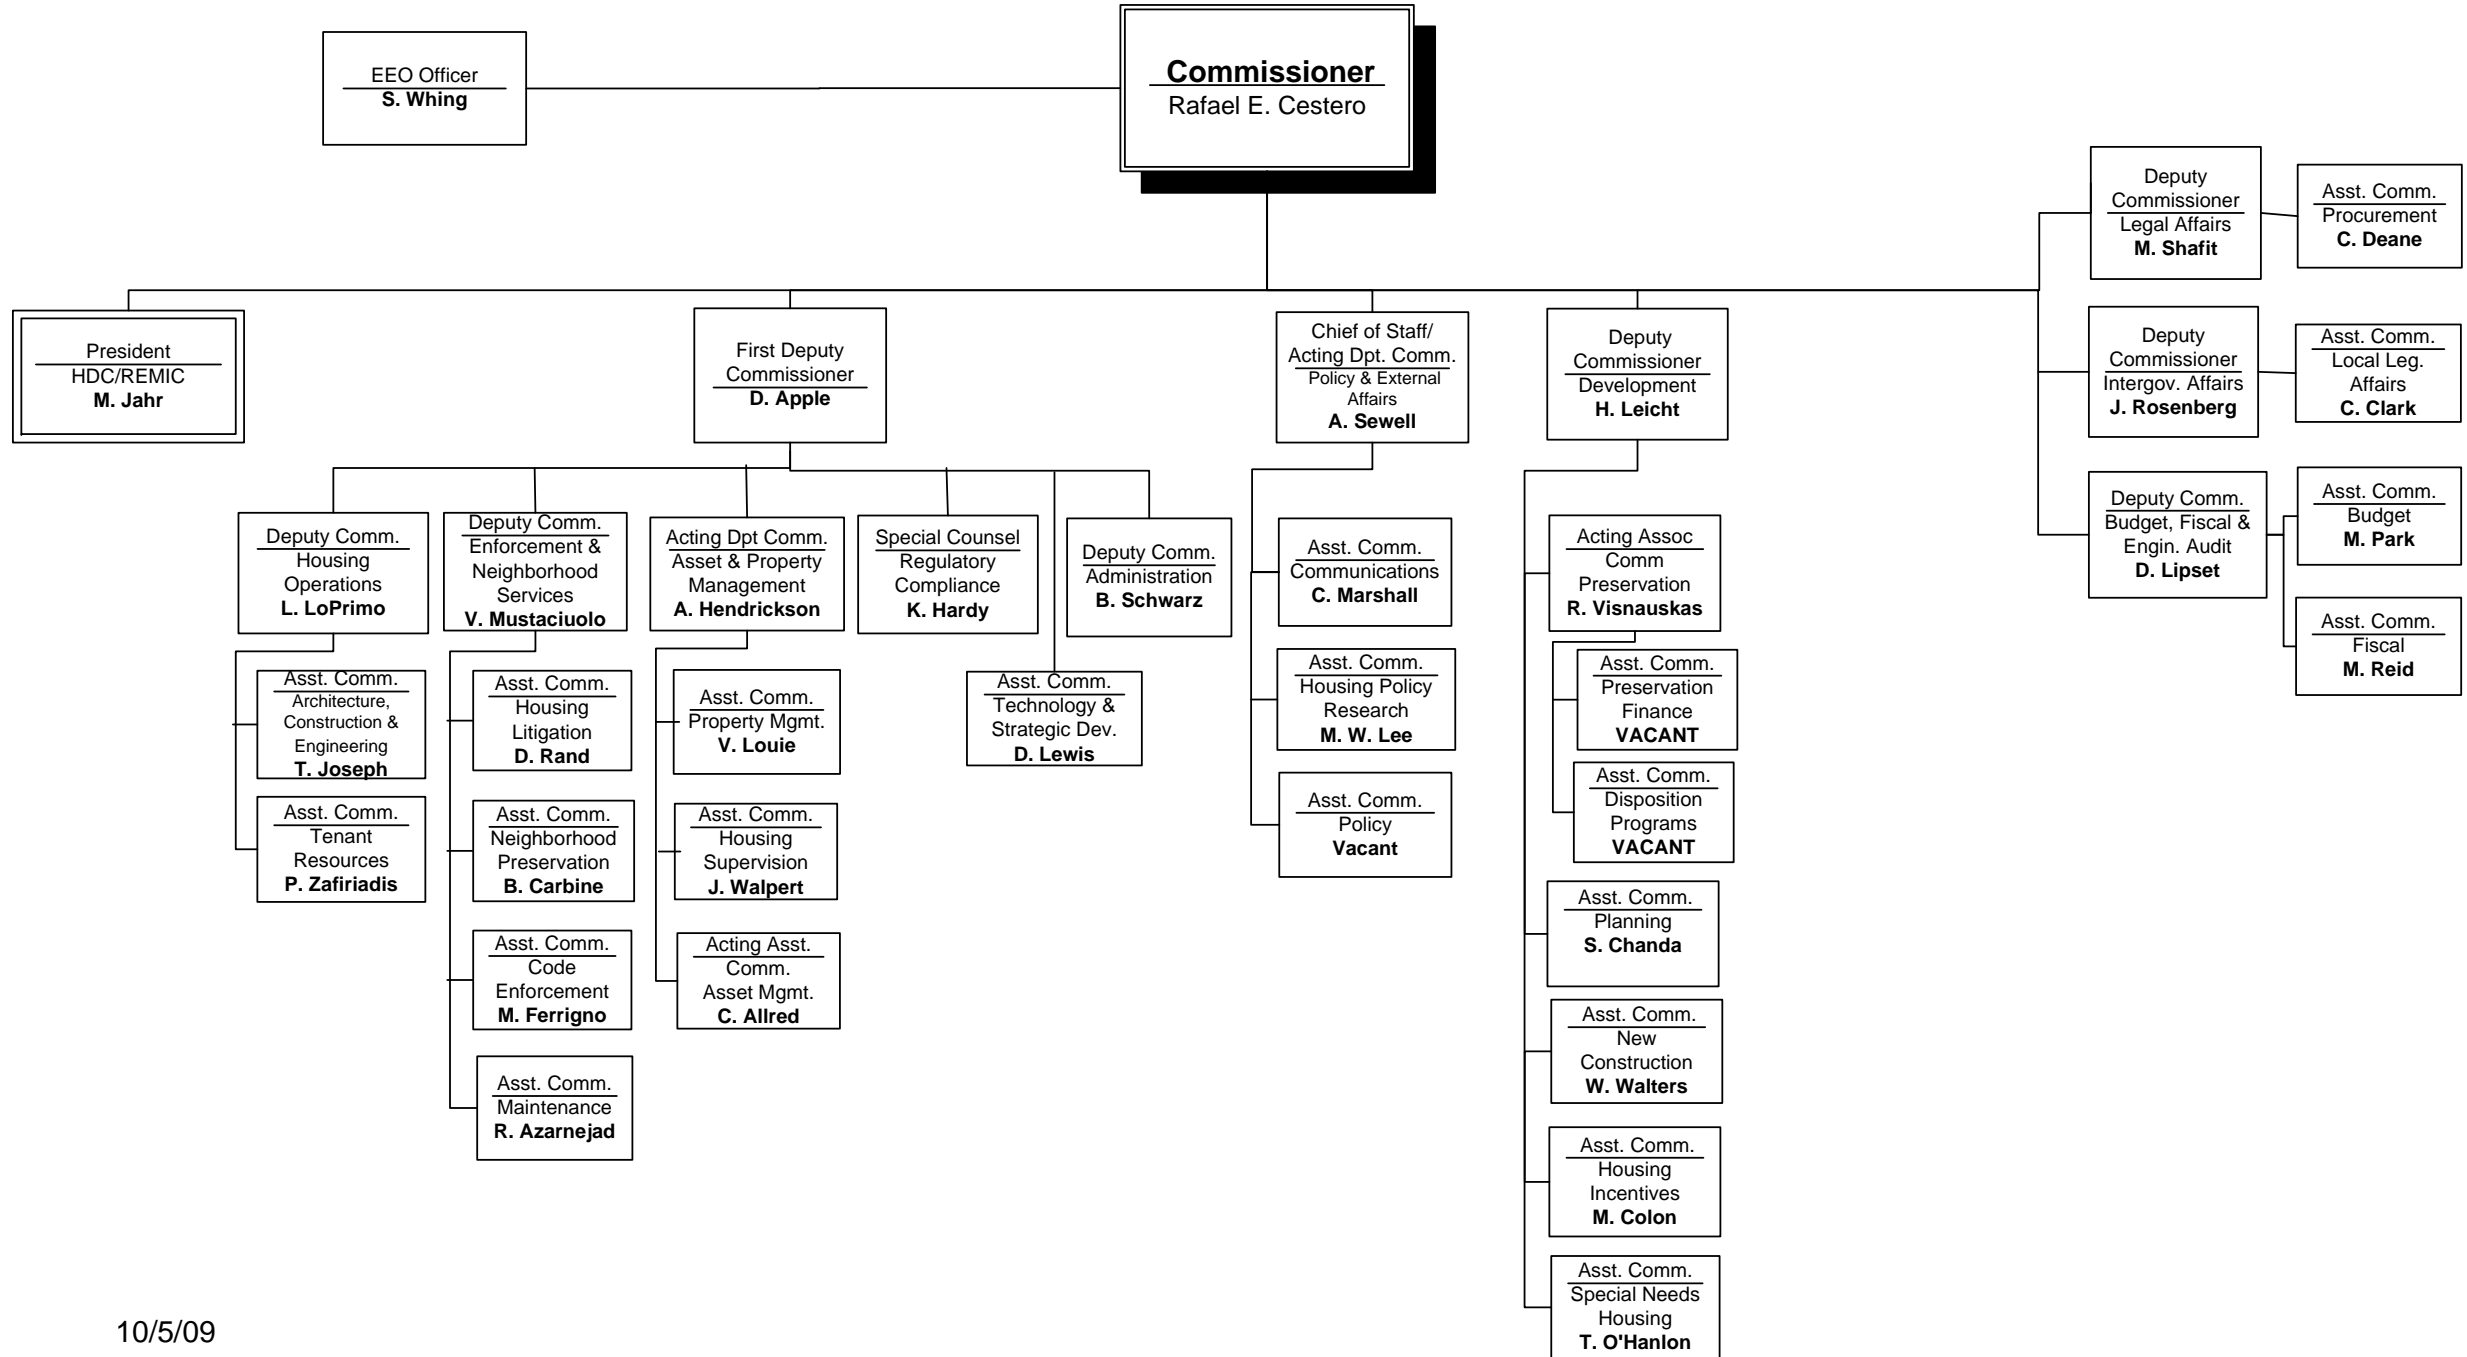 EEO Officer
S. Whing
Commissioner
Rafael E. Cestero
Deputy
Commissioner
Legal Affairs
M. Shafit
Asst. Comm.
Procurement
C. Deane
President
HDC/REMIC
M. Jahr
First Deputy
Commissioner
D. Apple
Chief of Staff/
Acting Dpt. Comm.
Policy & External
Affairs
A. Sewell
Deputy
Commissioner
Development
H. Leicht
Deputy
Commissioner
Intergov. Affairs
J. Rosenberg
Asst. Comm.
Local Leg.
Affairs
C. Clark
Deputy Comm.
Budget, Fiscal &
Engin. Audit
D. Lipset
Asst. Comm.
Budget
M. Park
Asst. Comm.
Fiscal
M. Reid
Deputy Comm.
Housing
Operations
L. LoPrimo
Deputy Comm.
Enforcement &
Neighborhood
Services
V. Mustaciuolo
Acting Dpt Comm.
Asset & Property
Management
A. Hendrickson
Special Counsel
Regulatory
Compliance
K. Hardy
Deputy Comm.
Administration
B. Schwarz
Asst. Comm.
Technology &
Strategic Dev.
D. Lewis
Asst. Comm.
Architecture,
Construction &
Engineering
T. Joseph
Asst. Comm.
Tenant
Resources
P. Zafiriadis
Asst. Comm.
Housing
Litigation
D. Rand
Asst. Comm.
Neighborhood
Preservation
B. Carbine
Asst. Comm.
Code
Enforcement
M. Ferrigno
Asst. Comm.
Maintenance
R. Azarnejad
Asst. Comm.
Property Mgmt.
V. Louie
Asst. Comm.
Housing
Supervision
J. Walpert
Acting Asst.
Comm.
Asset Mgmt.
C. Allred
Asst. Comm.
Communications
C. Marshall
Asst. Comm.
Housing Policy
Research
M. W. Lee
Asst. Comm.
Policy
Vacant
Acting Assoc
Comm
Preservation
R. Visnauskas
Asst. Comm.
Preservation
Finance
VACANT
Asst. Comm.
Disposition
Programs
VACANT
Asst. Comm.
Planning
S. Chanda
Asst. Comm.
New
Construction
W. Walters
Asst. Comm.
Housing
Incentives
M. Colon
Asst. Comm.
Special Needs
Housing
T. O'Hanlon
10/5/09